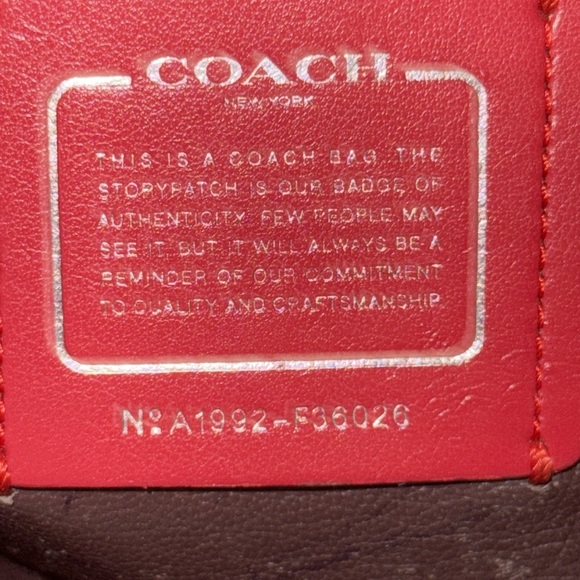 COACH
NEW YORK
THIS IS A COACH BAG. THE
STORYPATCH IS OUR BADGE OF
AUTHENTICITY. FEW PEOPLE MAY
SEE IT, BUT IT WILL ALWAYS BE A
REMINDER OF OUR COMMITMENT
TO QUALITY AND CRAFTSMANSHIP.
Nº A1992-F36026